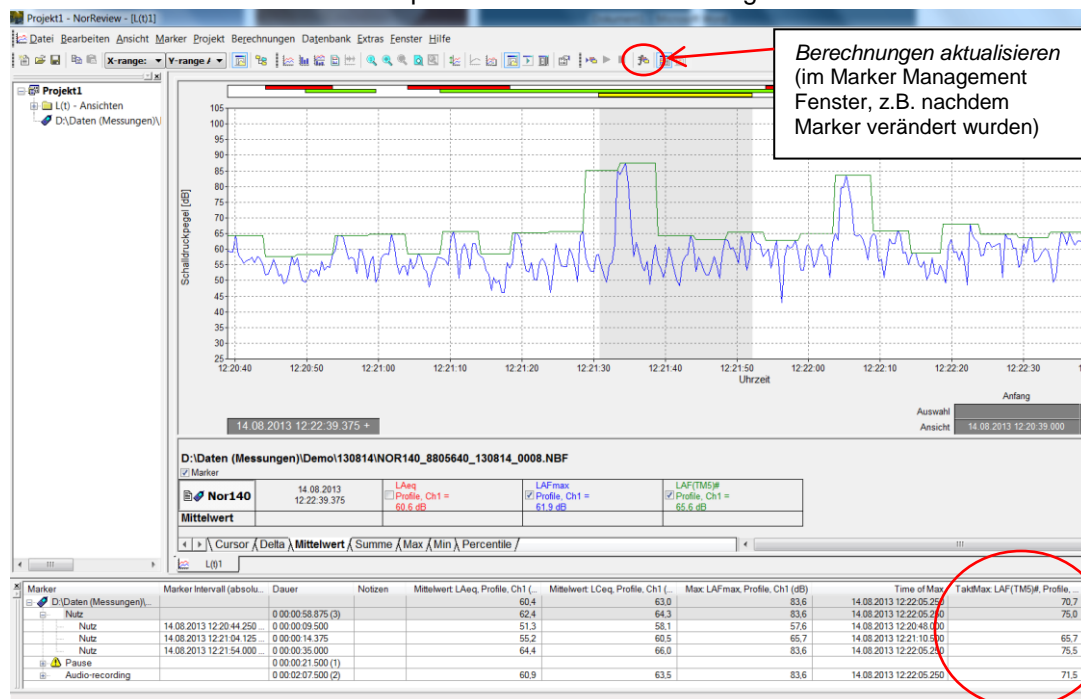 Projekt1 - NorReview - [L(t)1]
Datei Bearbeiten Ansicht Marker Projekt Berechnungen Datenbank Extras Fenster Hilfe
X-range: Y-range /
Berechnungen aktualisieren
(im Marker Management
Fenster, z.B. nachdem
Marker verändert wurden)
Projekt1
L(t) - Ansichten
D:\Daten (Messungen)\
Schalldruckpegel [dB]
105
100
95
90
85
80
75
70
65
60
55
50
45
40
35
30
25
12:20:40 12:20:50 12:21:00 12:21:10 12:21:20 12:21:30 12:21:40 12:21:50 12:22:00 12:22:10 12:22:20 12:22:30
Uhrzeit
Anfang
Auswahl
14.08.2013 12:22:39.375 +
Ansicht 14.08.2013 12:20:39.000
D:\Daten (Messungen)\Demo\130814\NOR140_8805640_130814_0008.NBF
Marker
Nor140 14.08.2013 12:22:39.375 LAeq Profile, Ch1 = 60.6 dB LAFmax Profile, Ch1 = 61.9 dB LAF(TM5)# Profile, Ch1 = 65.6 dB
Mittelwert
Cursor Delta Mittelwert Summe Max Min Percentile
L(t)1
Marker Marker Intervall (absolu... Dauer Notizen Mittelwert: LAeq, Profile, Ch1 (... Mittelwert: LCeq, Profile, Ch1 (... Max: LAFmax, Profile, Ch1 (dB) Time of Max TaktMax: LAF(TM5)#, Profile, ...
D:\Daten (Messungen)\... 60,4 63,0 83,6 14.08.2013 12:22:05.250 70,7
Nutz 0 00:00:58.875 (3) 62,4 64,3 83,6 14.08.2013 12:22:05.250 75,0
Nutz 14.08.2013 12:20:44.250 ... 0 00:00:09.500 51,3 58,1 57,6 14.08.2013 12:20:48.000
Nutz 14.08.2013 12:21:04.125 ... 0 00:00:14.375 55,2 60,5 65,7 14.08.2013 12:21:10.500 65,7
Nutz 14.08.2013 12:21:54.000 ... 0 00:00:35.000 64,4 66,0 83,6 14.08.2013 12:22:05.250 75,5
Pause 0 00:00:21.500 (1)
Audio-recording 0 00:02:07.500 (2) 60,9 63,5 83,6 14.08.2013 12:22:05.250 71,5